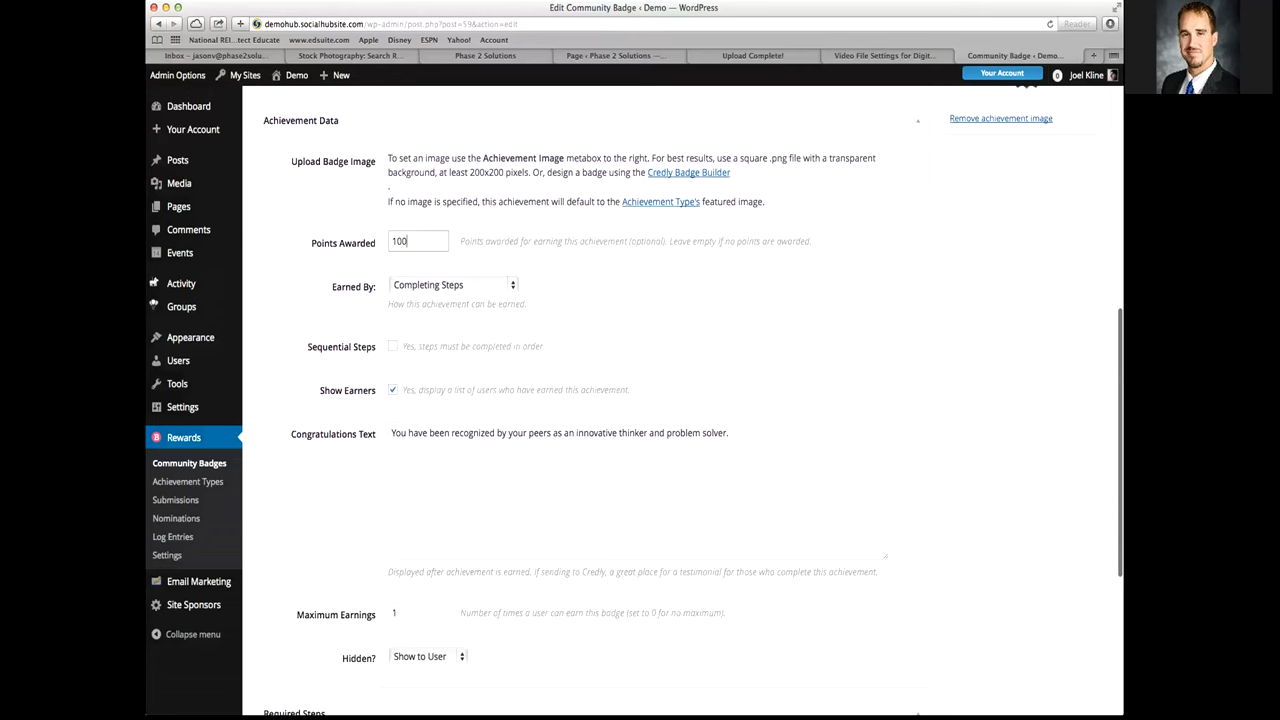 Edit Community Badge ‹ Demo — WordPress
demohub.socialhubsite.com/wp-admin/post.php?post=59&action=edit
Reader
National REI...tect Educate www.edsuite.com Apple Disney ESPN Yahoo! Account
Inbox — jasonv@phase2solu... Stock Photography: Search R... Phase 2 Solutions Page ‹ Phase 2 Solutions —... Upload Complete! Video File Settings for Digit... Community Badge ‹ Demo...
Admin Options My Sites Demo New Your Account 0 Joel Kline
Dashboard
Your Account
Posts
Media
Pages
Comments
Events
Activity
Groups
Appearance
Users
Tools
Settings
Rewards
Community Badges
Achievement Types
Submissions
Nominations
Log Entries
Settings
Email Marketing
Site Sponsors
Collapse menu
Achievement Data
Remove achievement image
Upload Badge Image
To set an image use the Achievement Image metabox to the right. For best results, use a square .png file with a transparent
background, at least 200x200 pixels. Or, design a badge using the Credly Badge Builder
.
If no image is specified, this achievement will default to the Achievement Type's featured image.
Points Awarded 100 Points awarded for earning this achievement (optional). Leave empty if no points are awarded.
Earned By: Completing Steps
How this achievement can be earned.
Sequential Steps Yes, steps must be completed in order
Show Earners Yes, display a list of users who have earned this achievement.
Congratulations Text You have been recognized by your peers as an innovative thinker and problem solver.
Displayed after achievement is earned. If sending to Credly, a great place for a testimonial for those who complete this achievement.
Maximum Earnings 1 Number of times a user can earn this badge (set to 0 for no maximum).
Hidden? Show to User
Required Steps